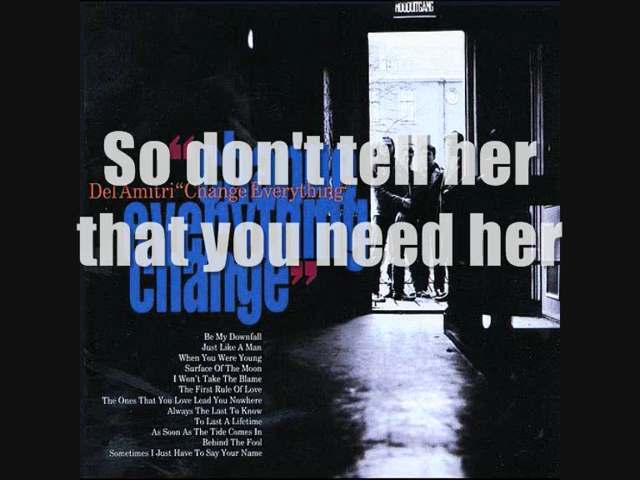 NOOUUITGANG
So don't tell her
Del Amitri "Change Everything"
that you need her
everything
change"
Be My Downfall
Just Like A Man
When You Were Young
Surface Of The Moon
I Won't Take The Blame
The First Rule Of Love
The Ones That You Love Lead You Nowhere
Always The Last To Know
To Last A Lifetime
As Soon As The Tide Comes In
Behind The Fool
Sometimes I Just Have To Say Your Name